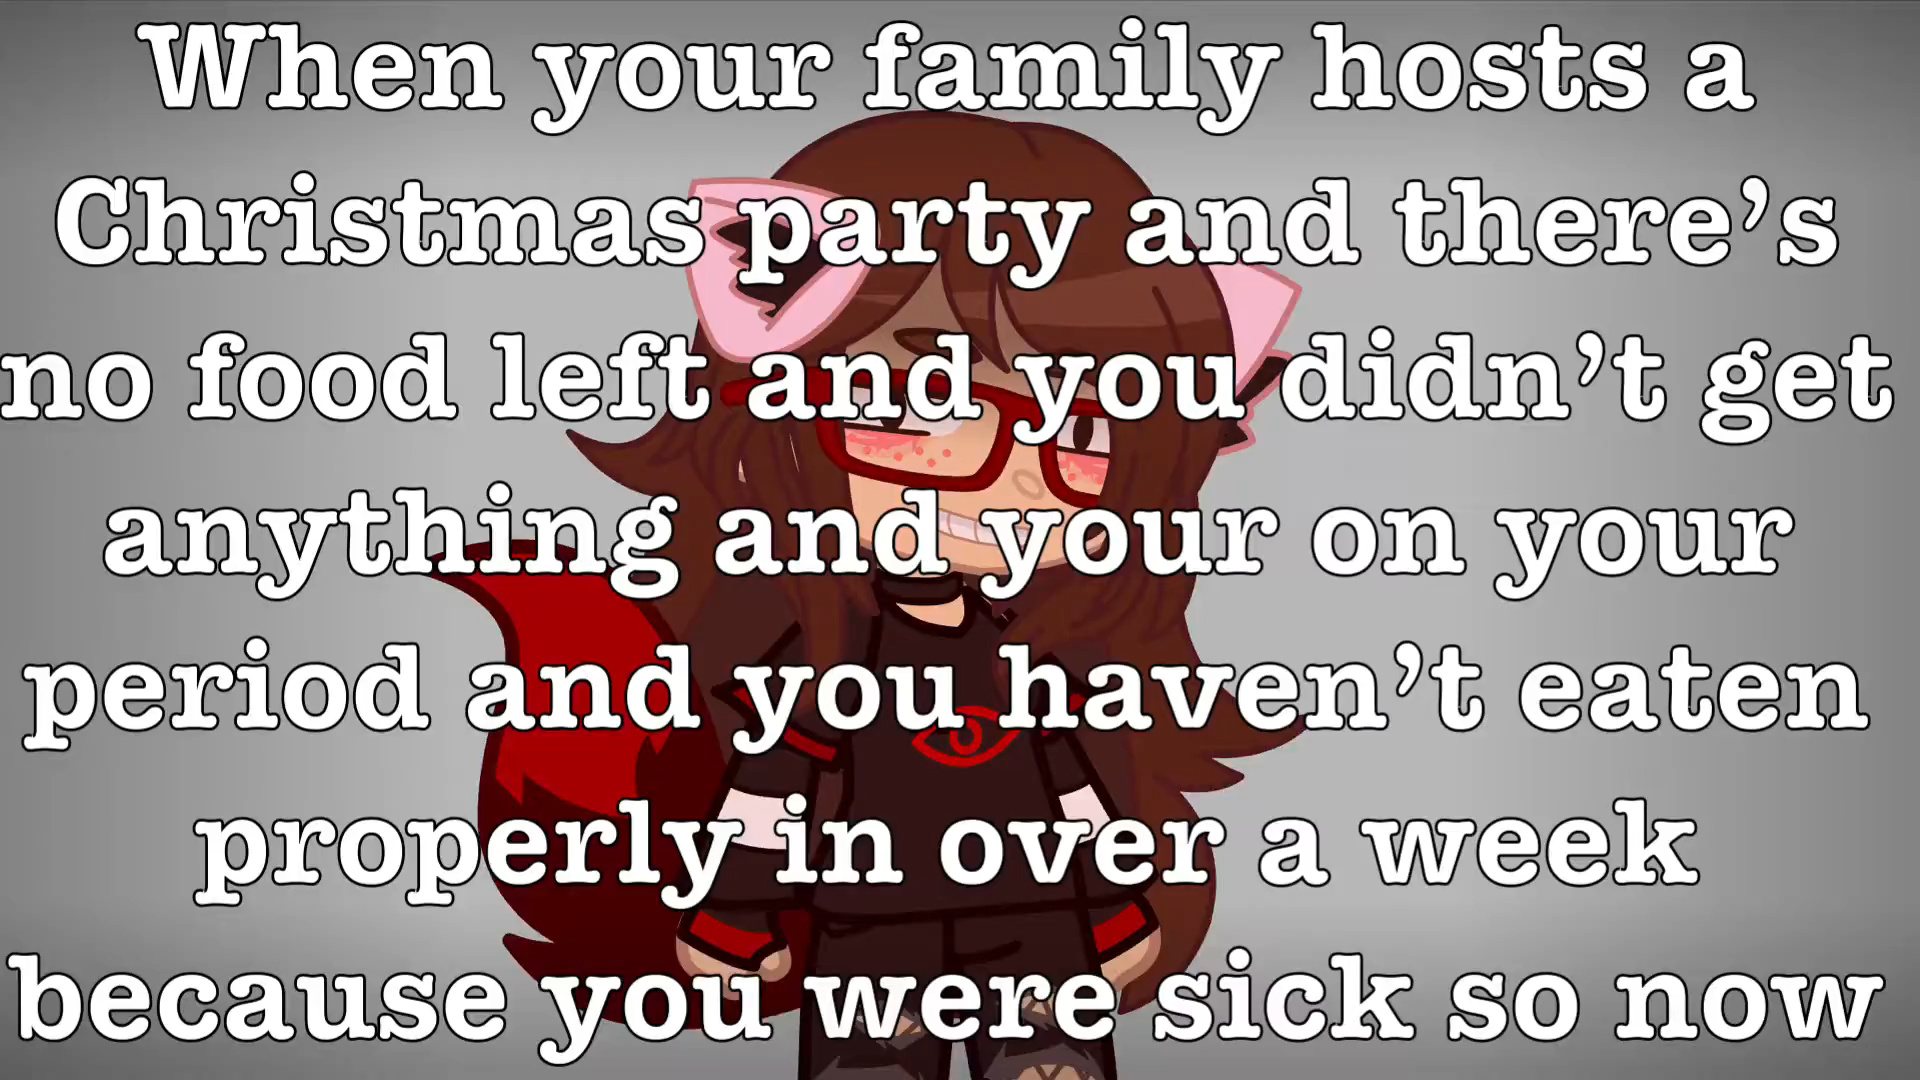 When your family hosts a
Christmas party and there’s
no food left and you didn’t get
anything and your on your
period and you haven’t eaten
properly in over a week
because you were sick so now